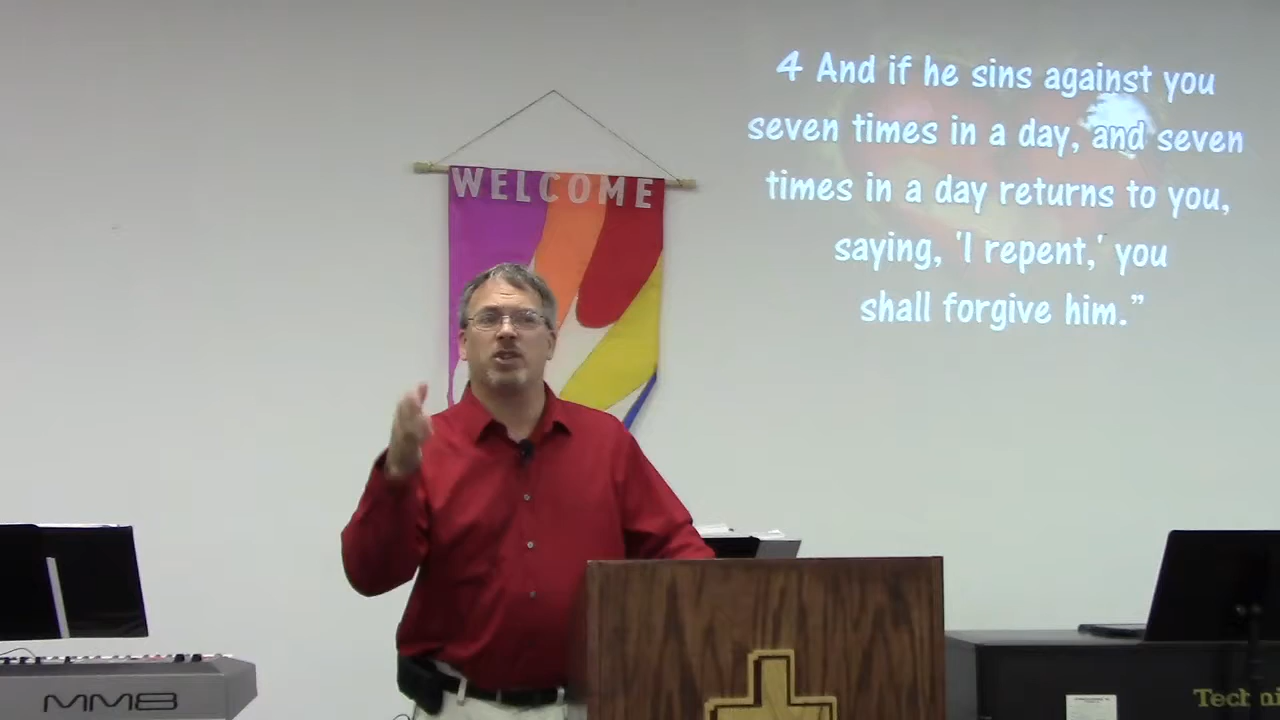 4 And if he sins against you
seven times in a day, and seven
times in a day returns to you,
saying, 'I repent,' you
shall forgive him.”
WELCOME
MM8
Techni